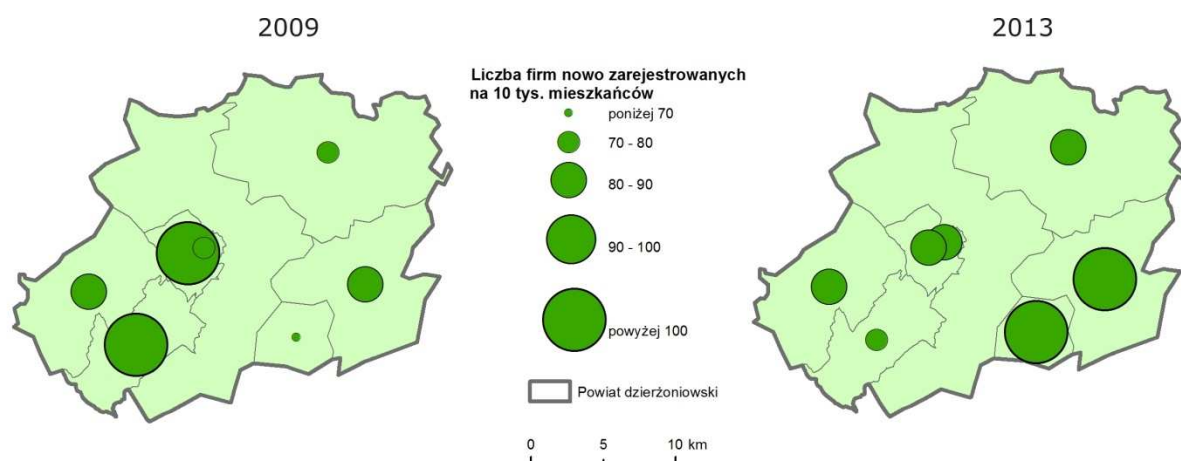 2009
2013
Liczba firm nowo zarejestrowanych
na 10 tys. mieszkańców
poniżej 70
70 - 80
80 - 90
90 - 100
powyżej 100
Powiat dzierżoniowski
0 5 10 km